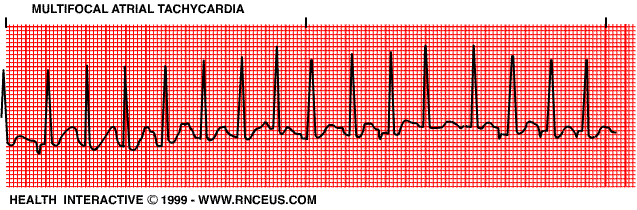 MULTIFOCAL ATRIAL TACHYCARDIA
HEALTH INTERACTIVE © 1999 - WWW.RNCEUS.COM